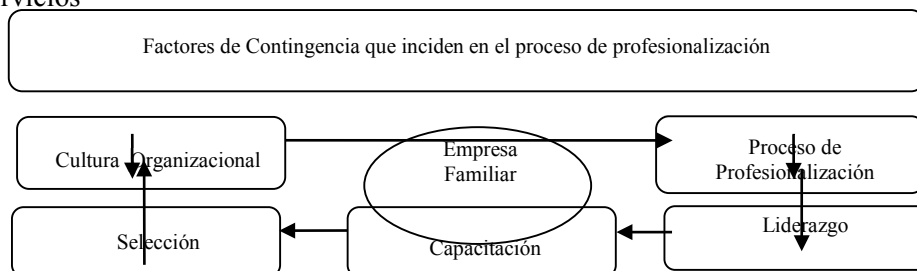 rvicios
Factores de Contingencia que inciden en el proceso de profesionalización
Cultura Organizacional
Empresa
Familiar
Proceso de
Profesionalización
Selección
Capacitación
Liderazgo